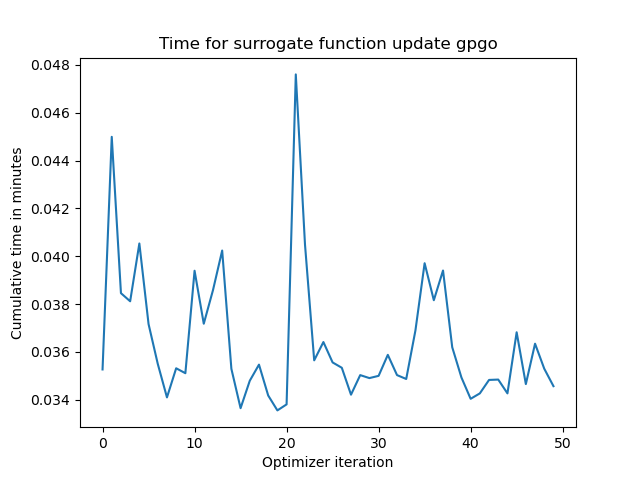 Time for surrogate function update gpgo
0.048
0.046
0.044
0.042
0.040
0.038
0.036
0.034
Cumulative time in minutes
0 10 20 30 40 50
Optimizer iteration